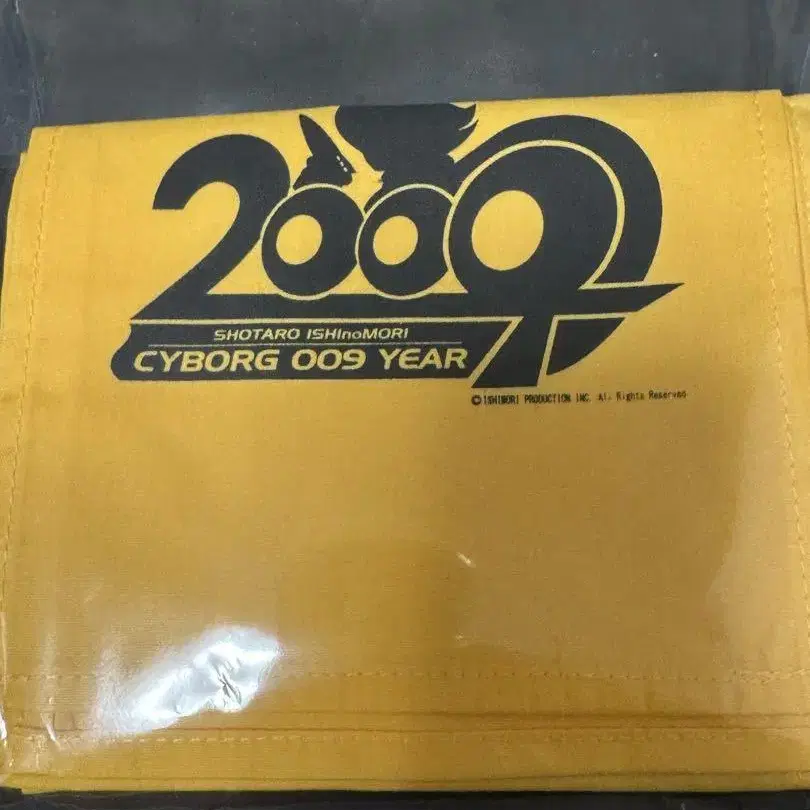 2009
SHOTARO ISHInoMORI
CYBORG 009 YEAR
©ISHIMORI PRODUCTION INC. All Rights Reserved